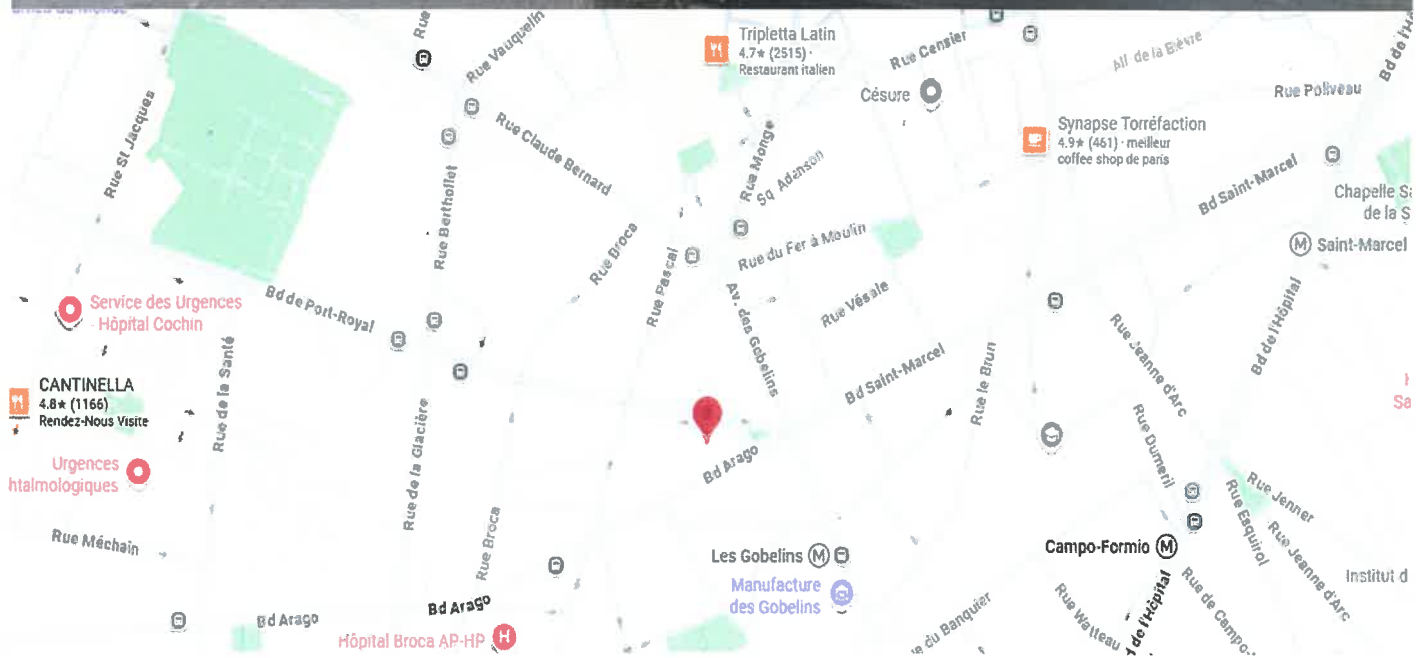 Rue
Rue Vauquelin
Tripletta Latin
4.7★ (2515) ·
Restaurant italien
Rue Censier
All. de la Bièvre
Bd de l'Hô
Césure
Rue Poliveau
Rue St Jacques
Rue Claude Bernard
Rue Monge
Sq. Adanson
Synapse Torréfaction
4.9★ (461) · meilleur
coffee shop de paris
Bd Saint-Marcel
Chapelle Sa
de la S
Rue Berthollet
Rue Broca
Rue Pascal
Rue du Fer à Moulin
Saint-Marcel
Service des Urgences
Hôpital Cochin
Bd de Port-Royal
Av. des Gobelins
Rue Vésale
Rue Jeanne d'Arc
Bd de l'Hôpital
CANTINELLA
4.8★ (1166)
Rendez-Nous Visite
Rue de la Santé
Rue de la Glacière
Bd Saint-Marcel
Rue le Brun
Rue Dumeril
Sa
Urgences
htalmologiques
Bd Arago
Rue Jenner
Rue Esquirol
Rue Méchain
Rue Broca
Les Gobelins M
Campo-Formio M
Rue Jeanne d'Arc
Institut d
Manufacture
des Gobelins
Bd Arago
Bd Arago
Hôpital Broca AP-HP H
e du Banquier
Rue Watteau
d de l'Hôpital
Rue de Campo-